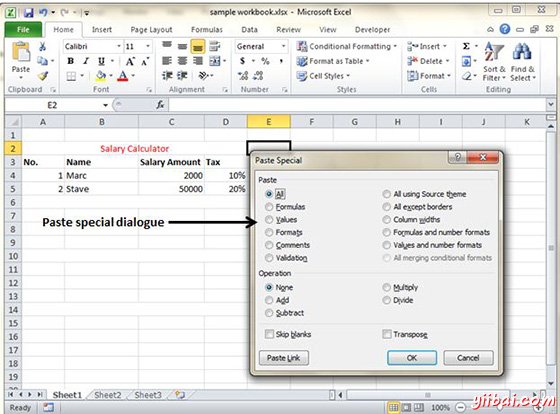 sample workbook.xlsx - Microsoft Excel
File Home Insert Page Layout Formulas Data Review View Developer
Paste Calibri 11 General Conditional Formatting Insert Σ
B I U $ % , Format as Table Delete Sort & Filter Find & Select
Cell Styles Format
Clipboard Font Alignment Number Styles Cells Editing
E2 fx
A B C D E F G H I J K
1
2 Salary Calculator
3 No. Name Salary Amount Tax
4 1 Marc 2000 10%
5 2 Stave 50000 20%
6
7
8
9
10
11
12
13
14
15
16
17
18
19
20
Paste special dialogue
Paste Special
Paste
All All using Source theme
Formulas All except borders
Values Column widths
Formats Formulas and number formats
Comments Values and number formats
Validation All merging conditional formats
Operation
None Multiply
Add Divide
Subtract
Skip blanks Transpose
Paste Link OK Cancel
Sheet1 Sheet2 Sheet3
Ready 100%
yiibai.com